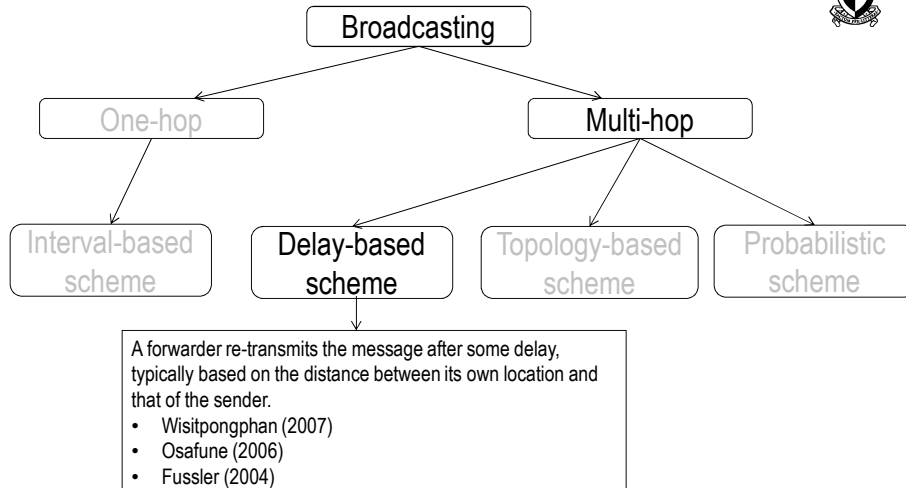 Broadcasting
One-hop
Multi-hop
Interval-based
scheme
Delay-based
scheme
Topology-based
scheme
Probabilistic
scheme
A forwarder re-transmits the message after some delay,
typically based on the distance between its own location and
that of the sender.
• Wisitpongphan (2007)
• Osafune (2006)
• Fussler (2004)